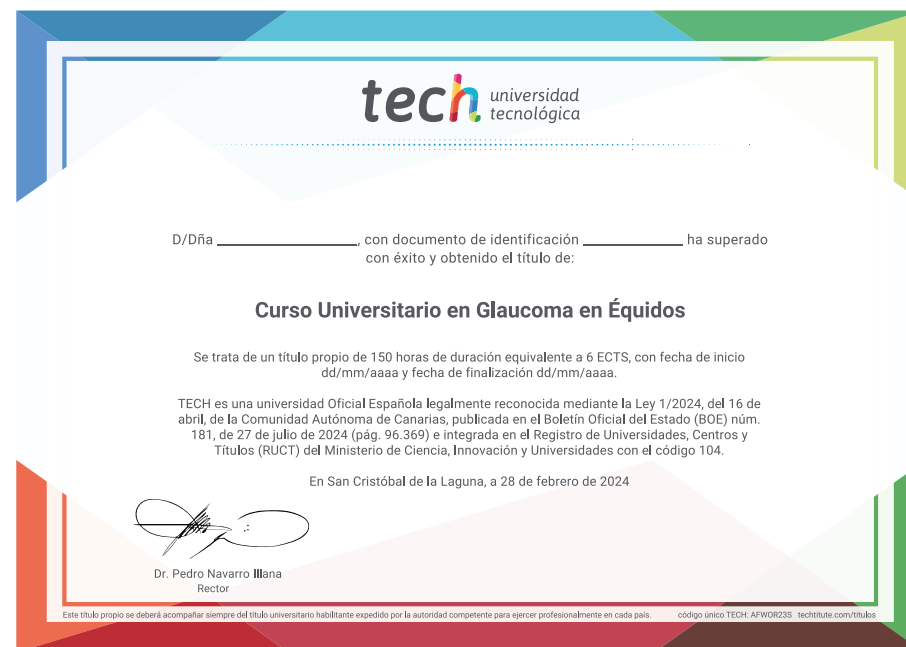 tech universidad
tecnológica
D/Dña ____________________, con documento de identificación ______________ ha superado
con éxito y obtenido el título de:
Curso Universitario en Glaucoma en Équidos
Se trata de un título propio de 150 horas de duración equivalente a 6 ECTS, con fecha de inicio
dd/mm/aaaa y fecha de finalización dd/mm/aaaa.
TECH es una universidad Oficial Española legalmente reconocida mediante la Ley 1/2024, del 16 de
abril, de la Comunidad Autónoma de Canarias, publicada en el Boletín Oficial del Estado (BOE) núm.
181, de 27 de julio de 2024 (pág. 96.369) e integrada en el Registro de Universidades, Centros y
Títulos (RUCT) del Ministerio de Ciencia, Innovación y Universidades con el código 104.
En San Cristóbal de la Laguna, a 28 de febrero de 2024
Dr. Pedro Navarro Illana
Rector
Este título propio se deberá acompañar siempre del título universitario habilitante expedido por la autoridad competente para ejercer profesionalmente en cada país. código único TECH: AFWOR23S techtitute.com/titulos